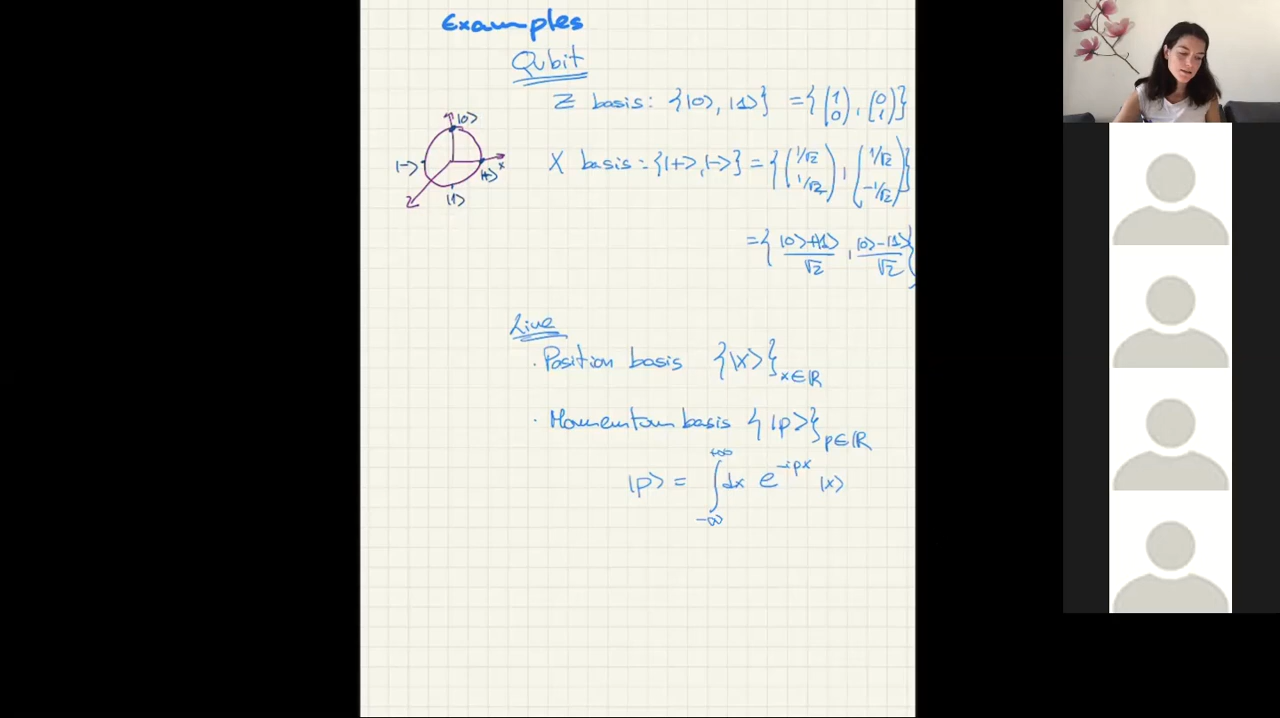 Examples
Qubit
Z basis: {|0>, |1>} = {(1 0), (0 1)}
|0>
|->
x
|+>
|1>
X basis: {|+>, |->} = {(1/√2 1/√2), (1/√2 -1/√2)}
= {|0>+|1>/√2, |0>-|1>/√2}
Line
· Position basis {|x>}x∈ℝ
· Momentum basis {|p>}p∈ℝ
|p> = ∫-∞+∞ dx e^-ipx |x>